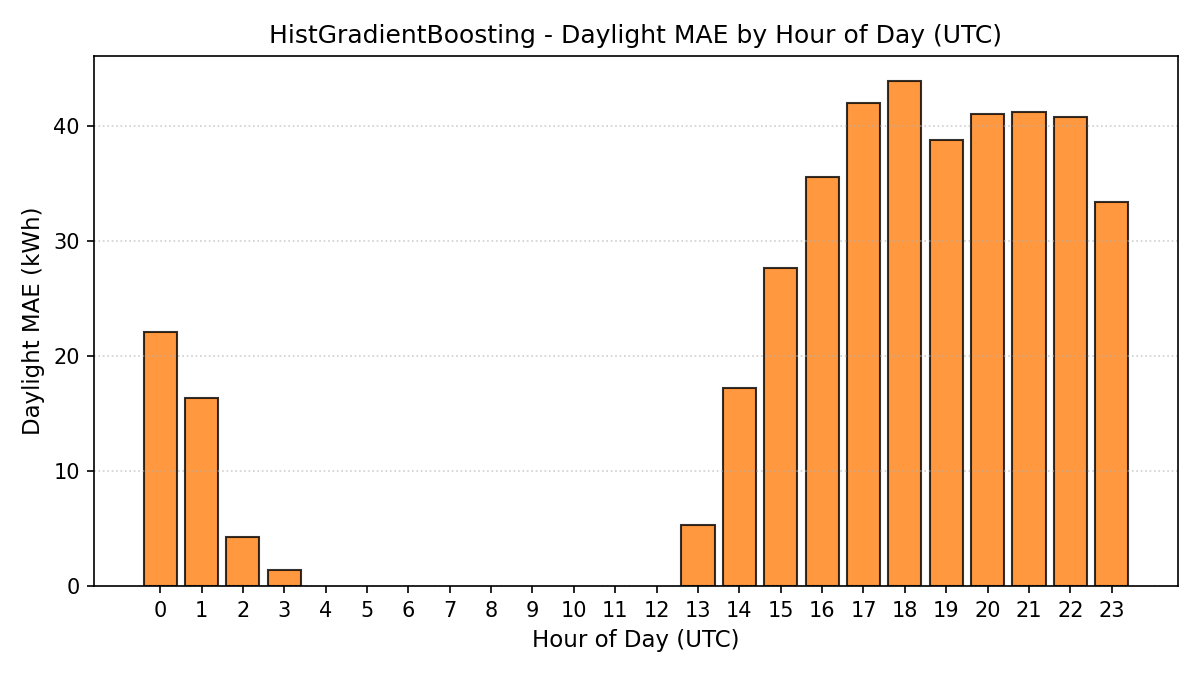 HistGradientBoosting - Daylight MAE by Hour of Day (UTC)
Daylight MAE (kWh)
40
30
20
10
0
0 1 2 3 4 5 6 7 8 9 10 11 12 13 14 15 16 17 18 19 20 21 22 23
Hour of Day (UTC)